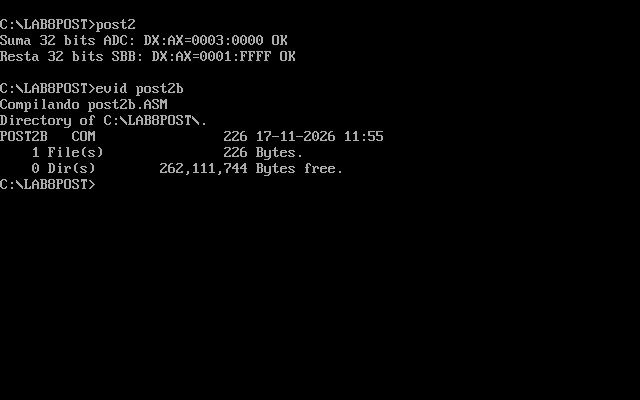 C:\LAB8POST>post2
Suma 32 bits ADC: DX:AX=0003:0000 OK
Resta 32 bits SBB: DX:AX=0001:FFFF OK
C:\LAB8POST>evid post2b
Compilando post2b.ASM
Directory of C:\LAB8POST\.
POST2B   COM                226 17-11-2026 11:55
    1 File(s)               226 Bytes.
    0 Dir(s)        262,111,744 Bytes free.
C:\LAB8POST>